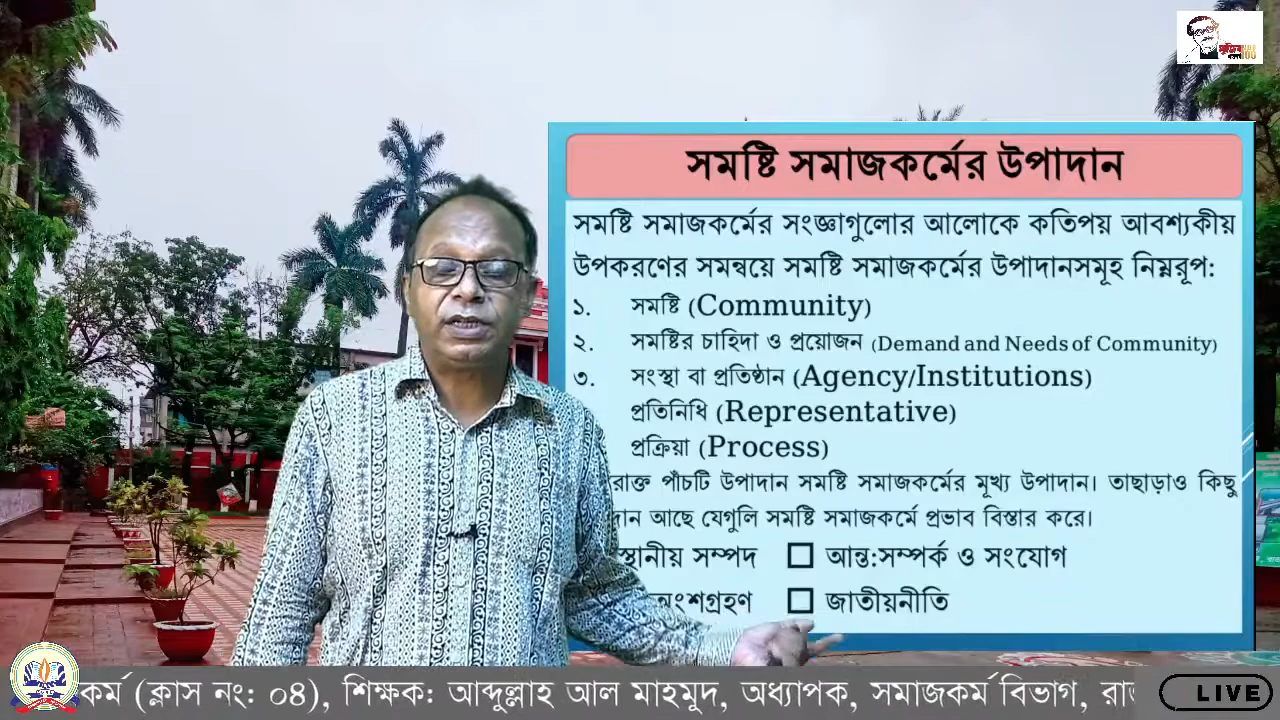 সমষ্টি সমাজকর্মের উপাদান
সমষ্টি সমাজকর্মের সংজ্ঞাগুলোর আলোকে কতিপয় আবশ্যকীয়
উপকরণের সমন্বয়ে সমষ্টি সমাজকর্মের উপাদানসমূহ নিম্নরূপ:
১. সমষ্টি (Community)
২. সমষ্টির চাহিদা ও প্রয়োজন (Demand and Needs of Community)
৩. সংস্থা বা প্রতিষ্ঠান (Agency/Institutions)
প্রতিনিধি (Representative)
প্রক্রিয়া (Process)
পাঁচটি উপাদান সমষ্টি সমাজকর্মের মূখ্য উপাদান। তাছাড়াও কিছু
আছে যেগুলি সমষ্টি সমাজকর্মে প্রভাব বিস্তার করে।
স্থানীয় সম্পদ আন্ত:সম্পর্ক ও সংযোগ
অংশগ্রহণ জাতীয়নীতি
কর্ম (ক্লাস নং: ০৪), শিক্ষক: আব্দুল্লাহ আল মাহমুদ, অধ্যাপক, সমাজকর্ম বিভাগ,
LIVE